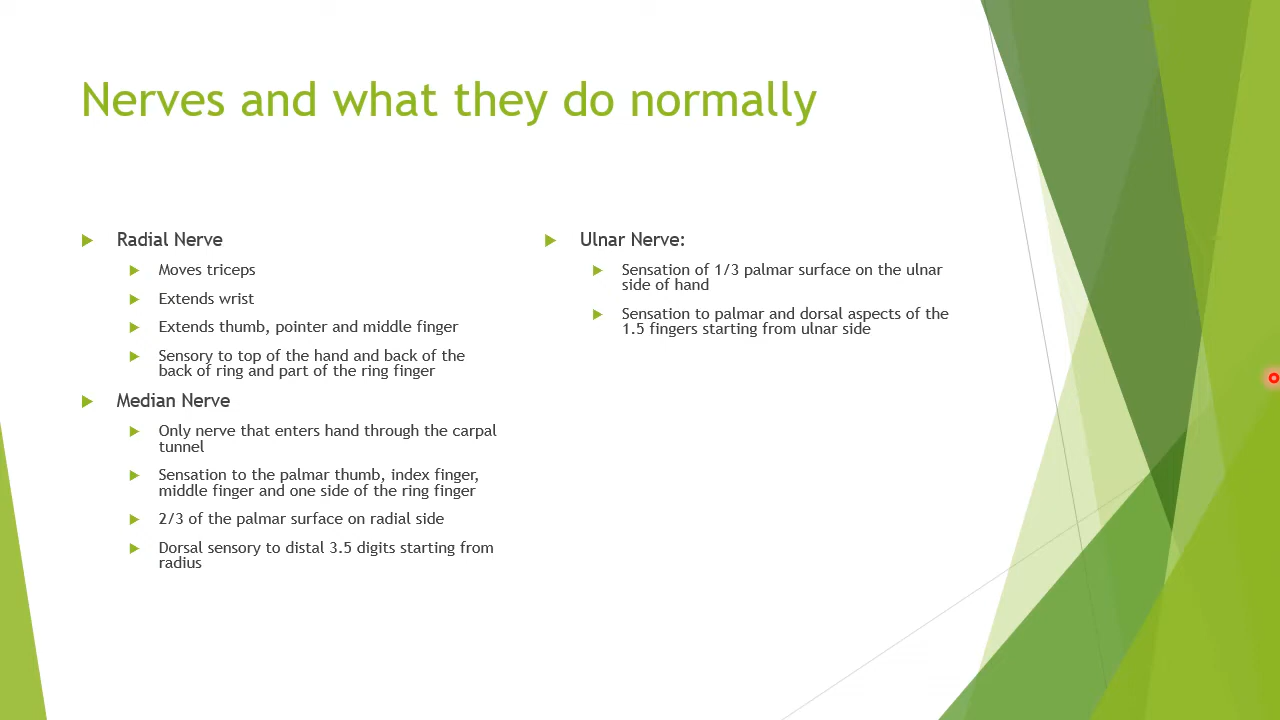 Nerves and what they do normally
Radial Nerve
Moves triceps
Extends wrist
Extends thumb, pointer and middle finger
Sensory to top of the hand and back of the
back of ring and part of the ring finger
Median Nerve
Only nerve that enters hand through the carpal
tunnel
Sensation to the palmar thumb, index finger,
middle finger and one side of the ring finger
2/3 of the palmar surface on radial side
Dorsal sensory to distal 3.5 digits starting from
radius
Ulnar Nerve:
Sensation of 1/3 palmar surface on the ulnar
side of hand
Sensation to palmar and dorsal aspects of the
1.5 fingers starting from ulnar side